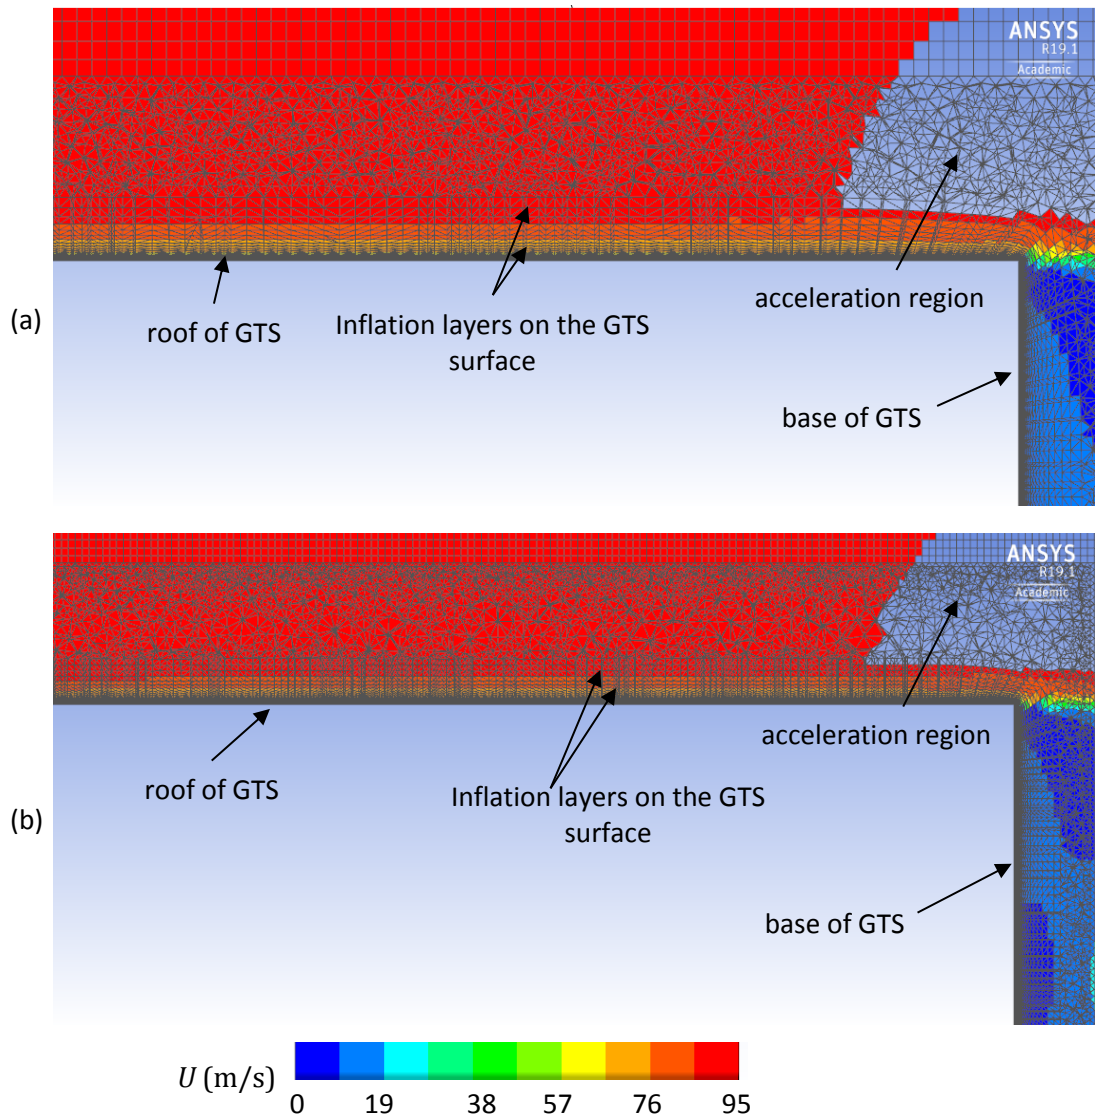 ANSYS
R19.1
Academic
acceleration region
roof of GTS
Inflation layers on the GTS
surface
(a)
base of GTS
ANSYS
R19.1
Academic
acceleration region
roof of GTS
Inflation layers on the GTS
surface
(b)
base of GTS
U (m/s)
0 19 38 57 76 95